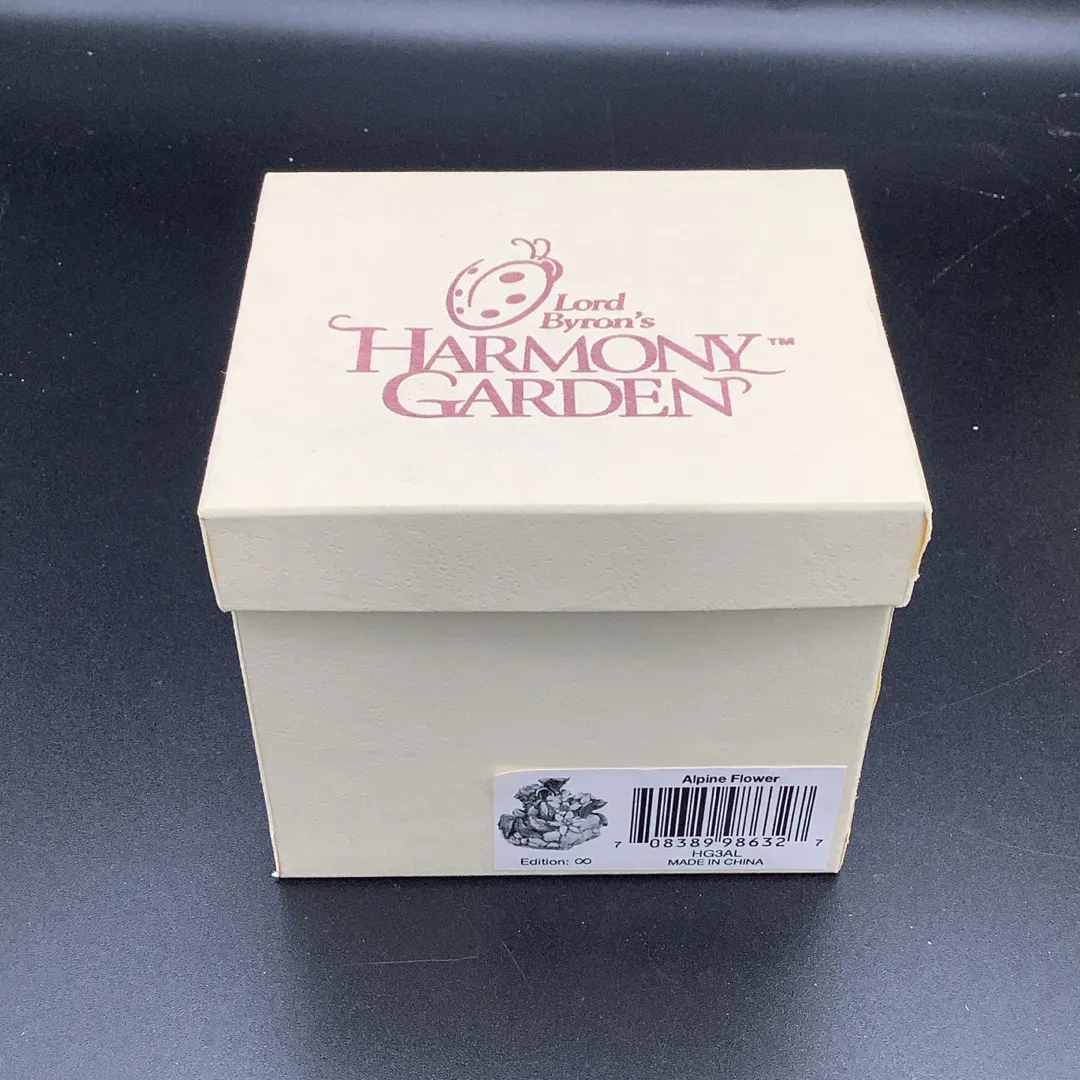 Lord
Byron's
HARMONY™
GARDEN
Alpine Flower
7 08389 98632 7
HG3AL
Edition: ∞
MADE IN CHINA